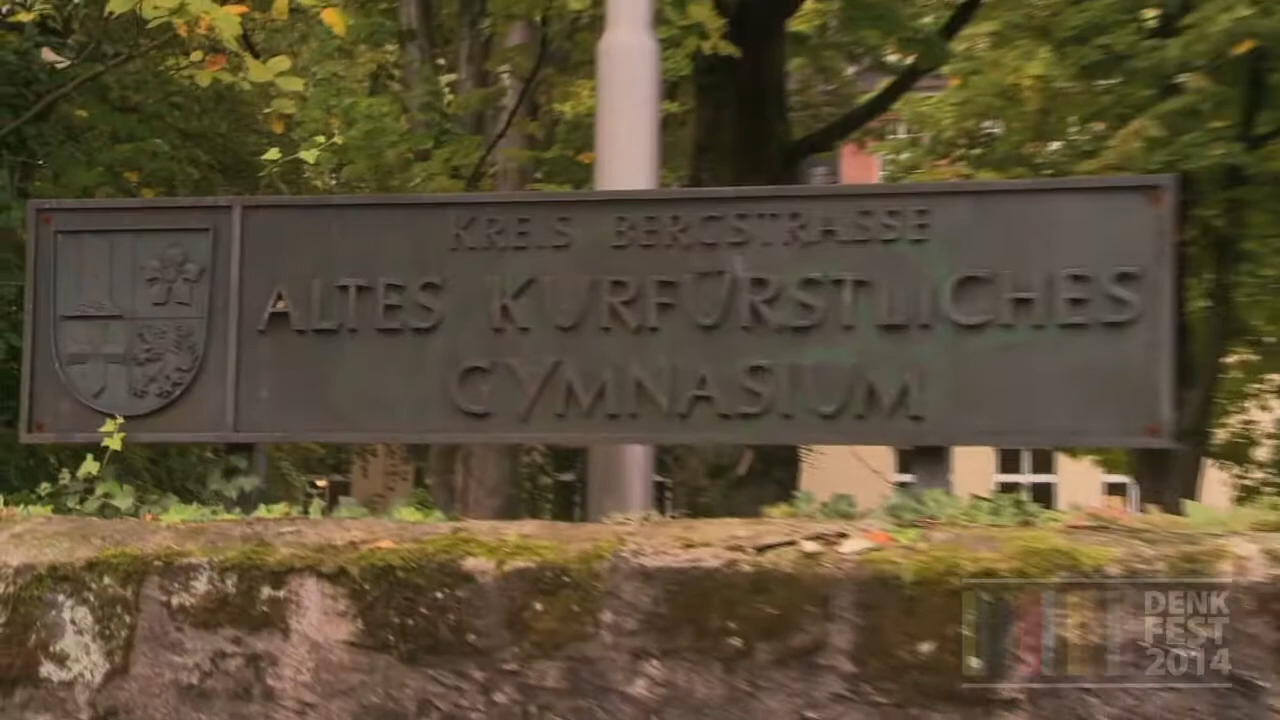 KREIS BERGSTRASSE
ALTES KURFÜRSTLICHES
GYMNASIUM
DENK
FEST
2014